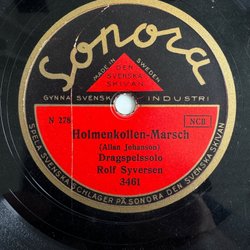 Sonora
MADE IN SWEDEN
DEN
SVENSKA
SKIVAN
GYNNA SVENSK INDUSTRI
N 278
NCB
Holmenkollen-Marsch
(Allan Johanson)
Dragspelssolo
Rolf Syversen
3461
SPELA SVENSKA SCHLAGER PÅ SONORA DEN SVENSKA SKIVAN